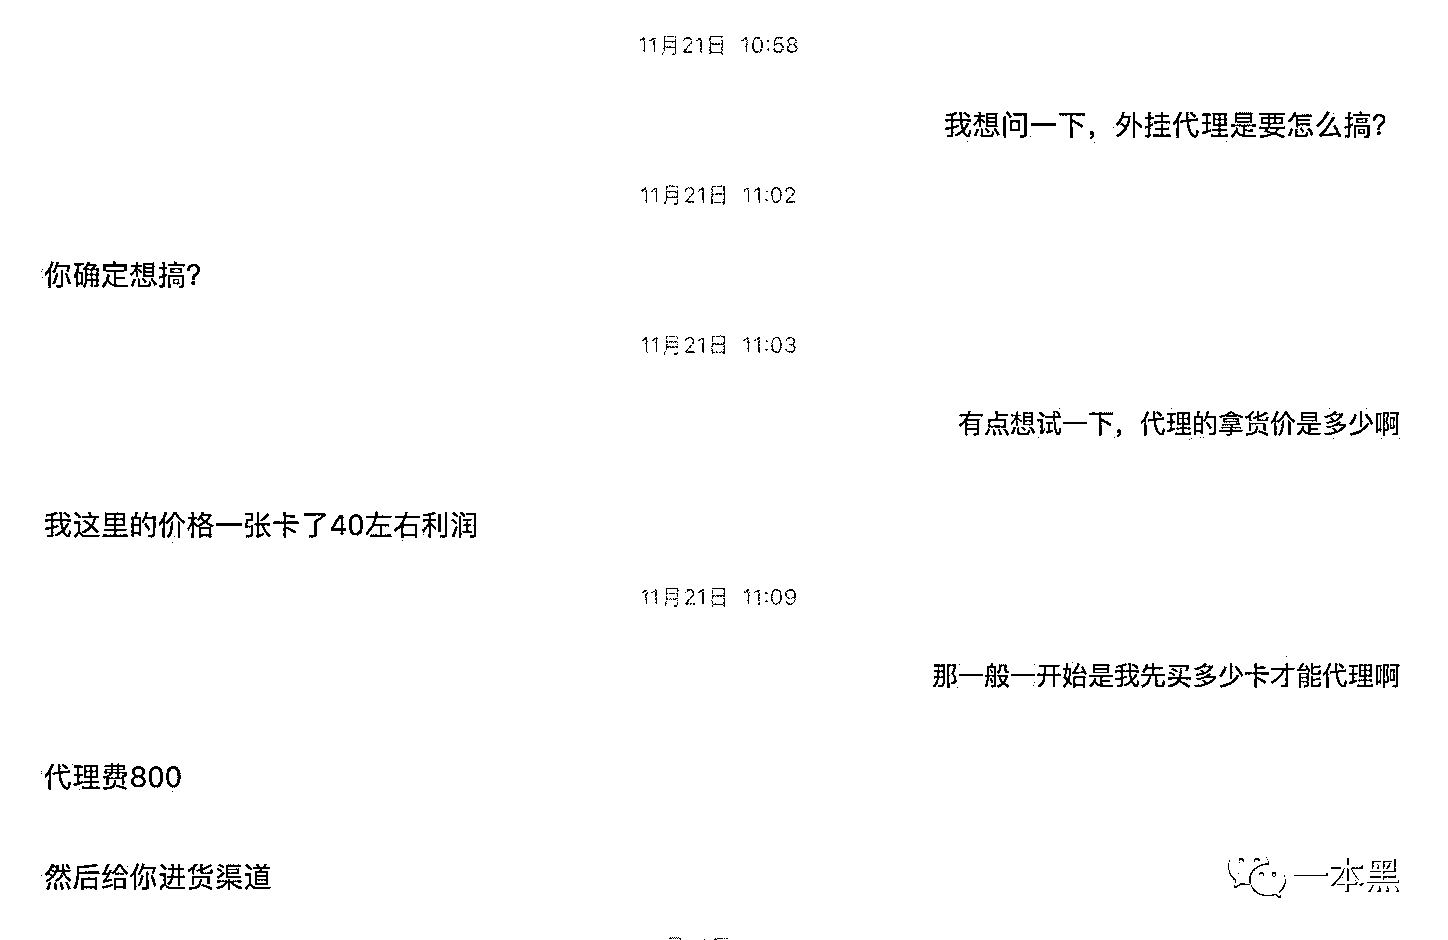 11月21日 10:58
我想问一下，外挂代理是要怎么搞？
11月21日 11:02
你确定想搞？
11月21日 11:03
有点想试一下，代理的拿货价是多少啊
我这里的价格一张卡了40左右利润
11月21日 11:09
那一般一开始是我先买多少卡才能代理啊
代理费800
然后给你进货渠道
一本黑